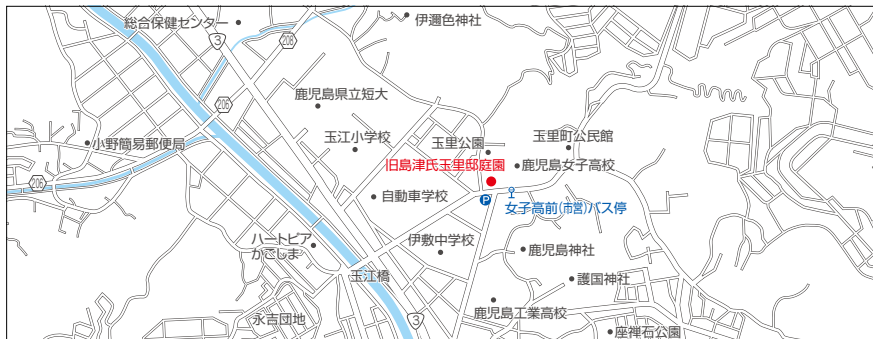 総合保健センター
3
208
伊邇色神社
鹿児島県立短大
206
小野簡易郵便局
玉江小学校
玉里公園
玉里町公民館
旧島津氏玉里邸庭園
鹿児島女子高校
206
自動車学校
P
女子高前(市営)バス停
ハートピア
かごしま
伊敷中学校
鹿児島神社
玉江橋
護国神社
永吉団地
3
鹿児島工業高校
座禅石公園